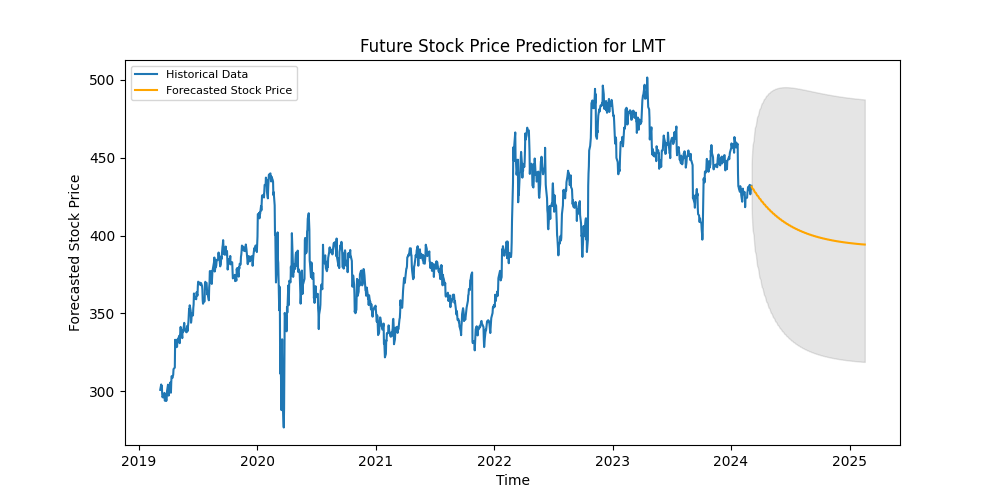 Future Stock Price Prediction for LMT
Historical Data
Forecasted Stock Price
Forecasted Stock Price
500
450
400
350
300
2019 2020 2021 2022 2023 2024 2025
Time